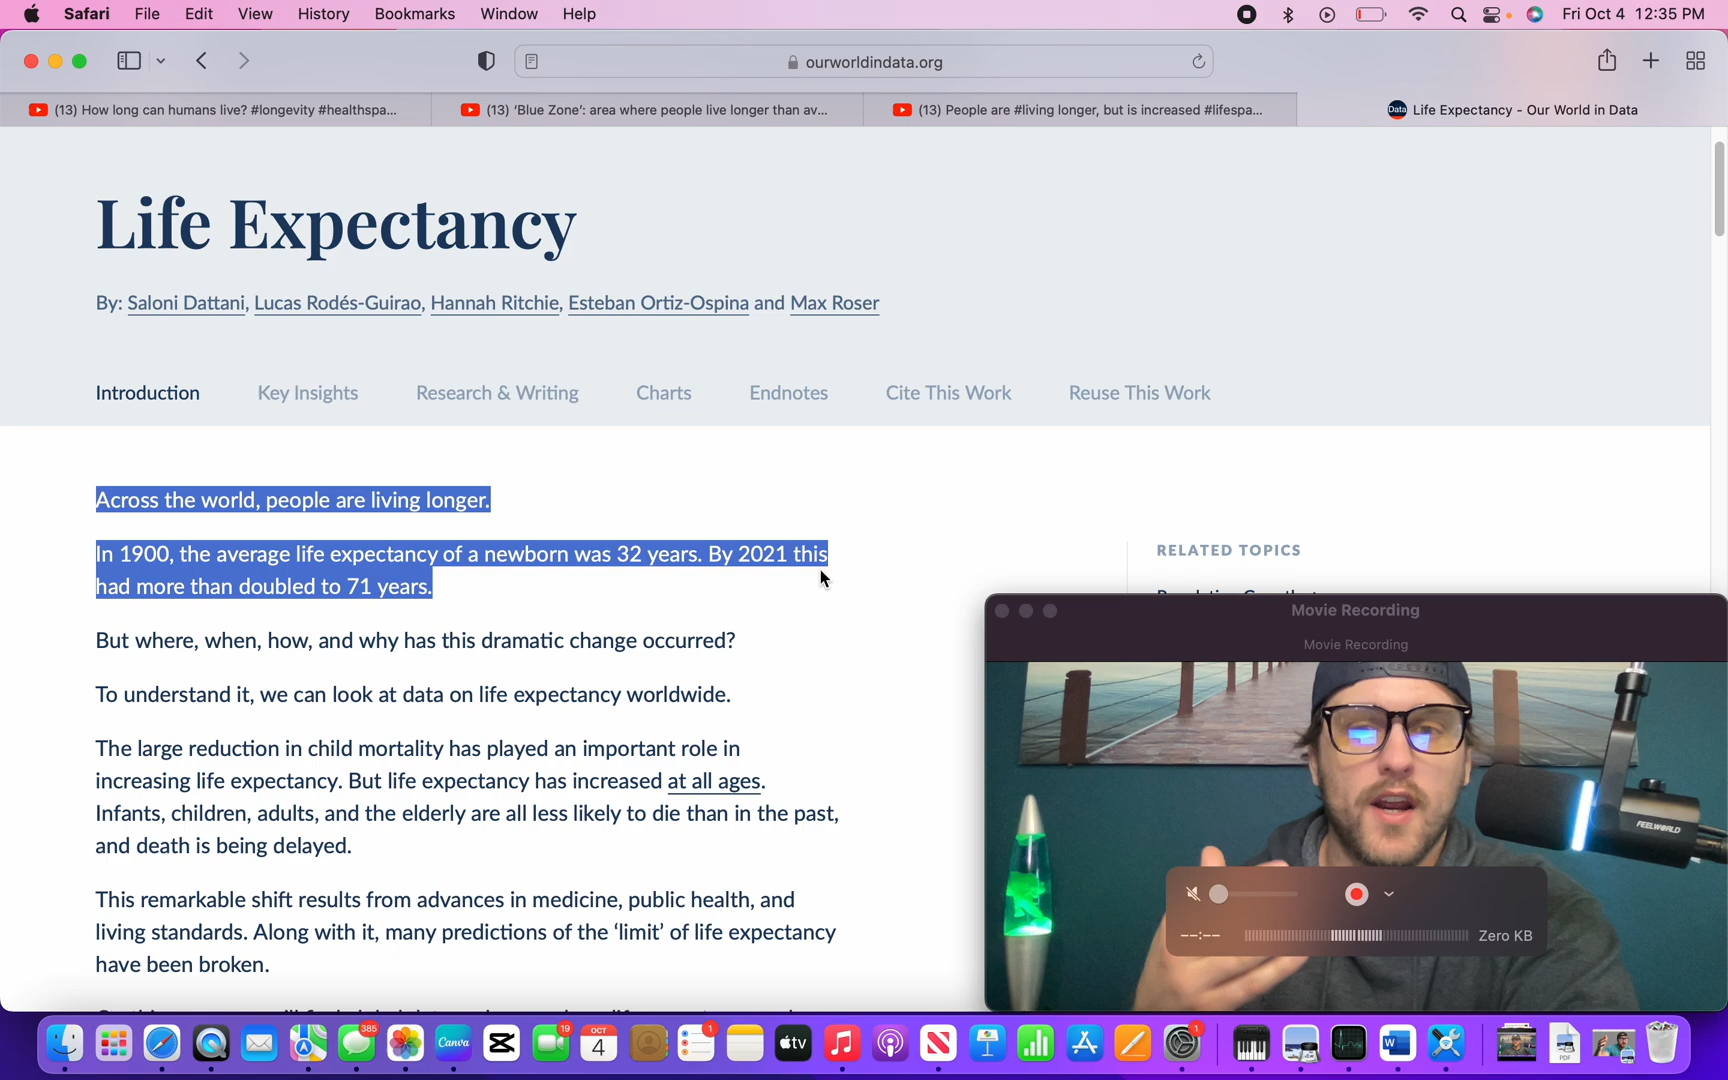 Safari File Edit View History Bookmarks Window Help Fri Oct 4 12:35 PM
ourworldindata.org
(13) How long can humans live? #longevity #healthspa...
(13) ‘Blue Zone’: area where people live longer than av...
(13) People are #living longer, but is increased #lifespa...
Data Life Expectancy - Our World in Data
Life Expectancy
By: Saloni Dattani, Lucas Rodés-Guirao, Hannah Ritchie, Esteban Ortiz-Ospina and Max Roser
Introduction Key Insights Research & Writing Charts Endnotes Cite This Work Reuse This Work
Across the world, people are living longer.
In 1900, the average life expectancy of a newborn was 32 years. By 2021 this
had more than doubled to 71 years.
But where, when, how, and why has this dramatic change occurred?
To understand it, we can look at data on life expectancy worldwide.
The large reduction in child mortality has played an important role in
increasing life expectancy. But life expectancy has increased at all ages.
Infants, children, adults, and the elderly are all less likely to die than in the past,
and death is being delayed.
This remarkable shift results from advances in medicine, public health, and
living standards. Along with it, many predictions of the ‘limit’ of life expectancy
have been broken.
RELATED TOPICS
Movie Recording
Movie Recording
FEELWORLD
--:-- Zero KB
385
Canva
19
OCT
4
1
tv
1
W
PDF